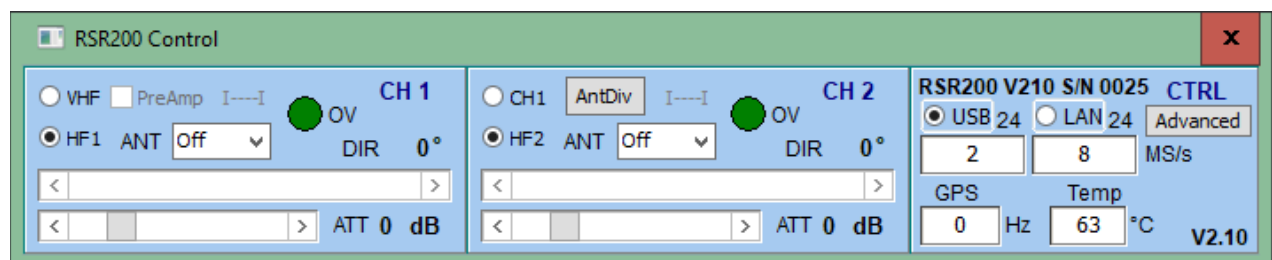 RSR200 Control x
VHF PreAmp I----I CH 1
OV
HF1 ANT Off
DIR 0°
ATT 0 dB
CH1 AntDiv I----I CH 2
OV
HF2 ANT Off
DIR 0°
ATT 0 dB
RSR200 V210 S/N 0025 CTRL
USB 24 LAN 24 Advanced
2 8 MS/s
GPS Temp
0 Hz 63 °C V2.10